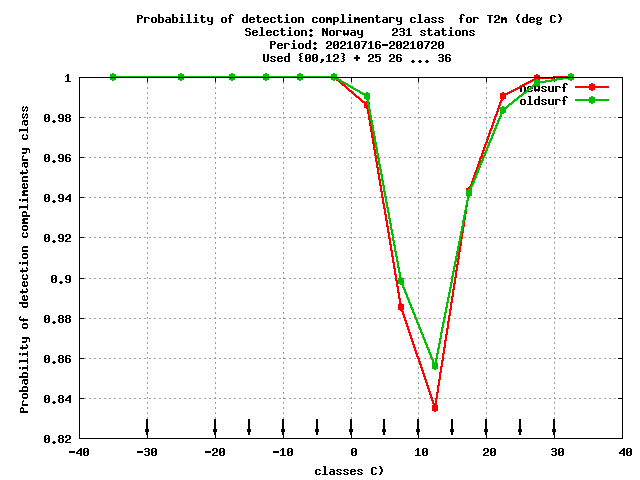 Probability of detection complimentary class  for T2m (deg C)
Selection: Norway    231 stations
Period: 20210716-20210720
Used {00,12} + 25 26 ... 36
newsurf
oldsurf
Probability of detection complimentary class
1
0.98
0.96
0.94
0.92
0.9
0.88
0.86
0.84
0.82
-40
-30
-20
-10
0
10
20
30
40
classes C)